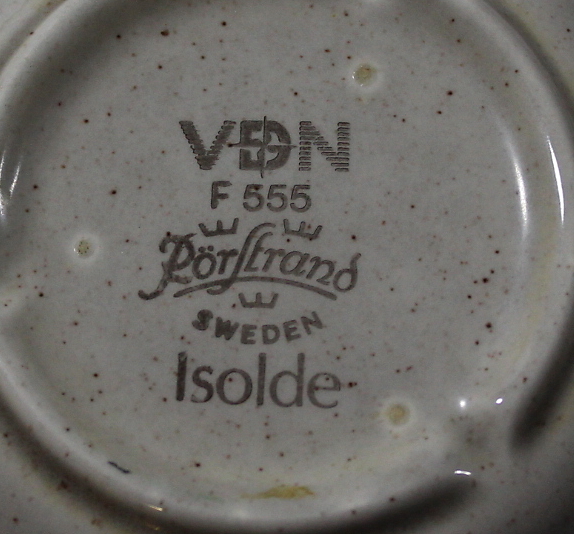 VDN
F 555
Rörstrand
SWEDEN
Isolde